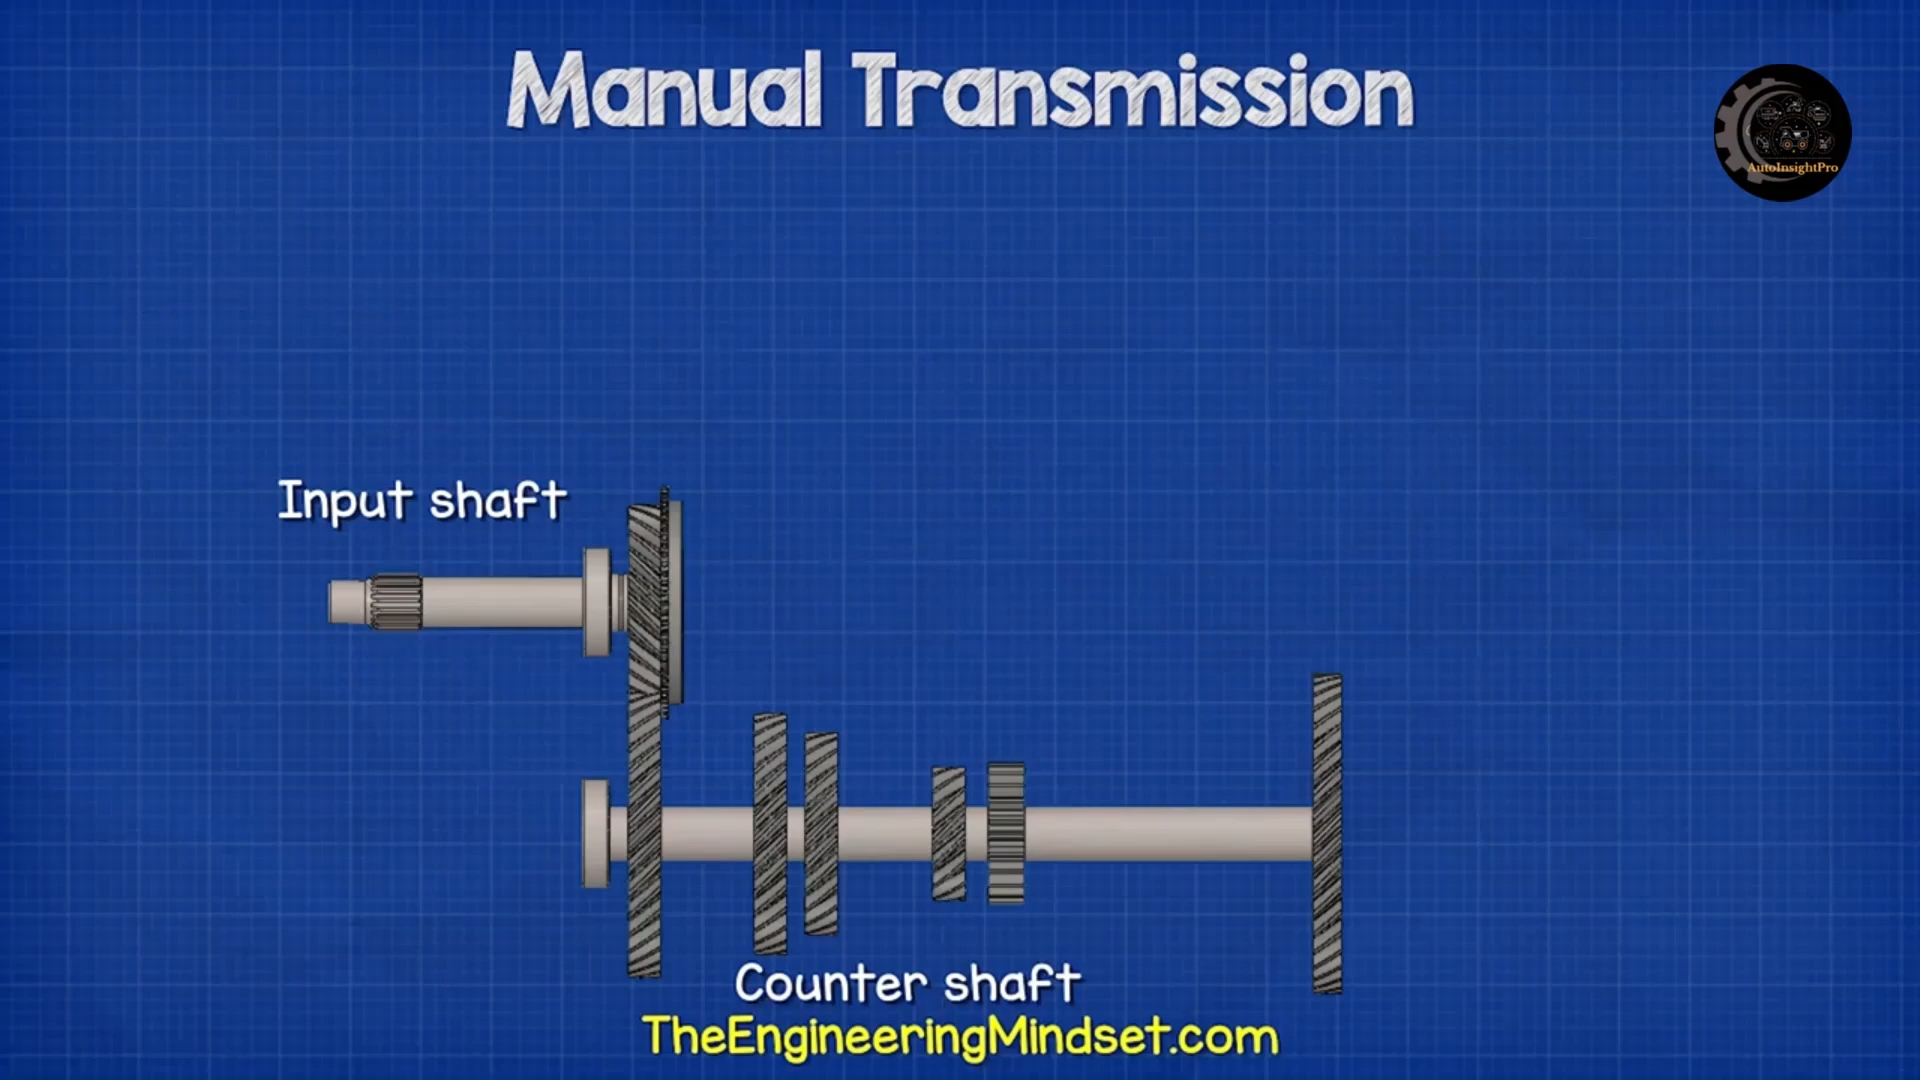 Manual Transmission
AutoInsightPro
Input shaft
Counter shaft
TheEngineeringMindset.com